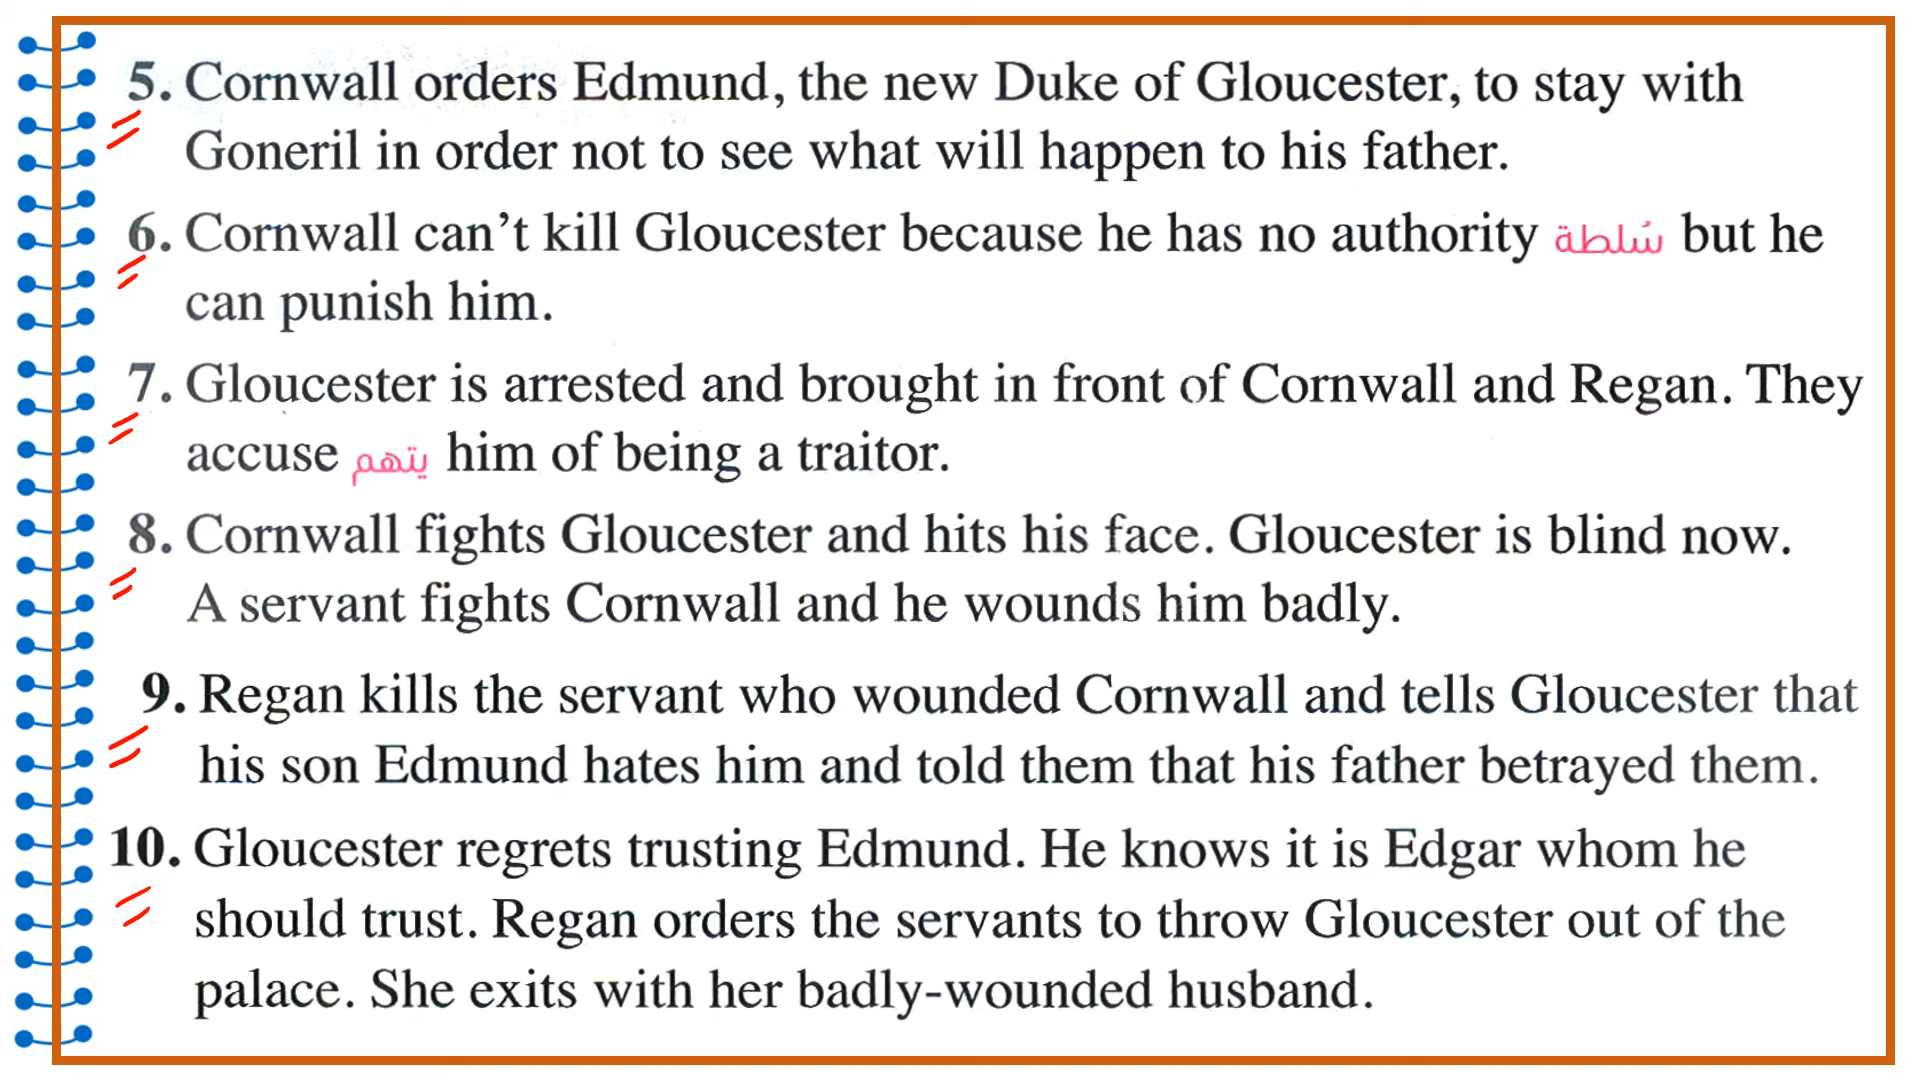 5. Cornwall orders Edmund, the new Duke of Gloucester, to stay with
Goneril in order not to see what will happen to his father.
6. Cornwall can’t kill Gloucester because he has no authority سُلطة but he
can punish him.
7. Gloucester is arrested and brought in front of Cornwall and Regan. They
accuse يتهم him of being a traitor.
8. Cornwall fights Gloucester and hits his face. Gloucester is blind now.
A servant fights Cornwall and he wounds him badly.
9. Regan kills the servant who wounded Cornwall and tells Gloucester that
his son Edmund hates him and told them that his father betrayed them.
10. Gloucester regrets trusting Edmund. He knows it is Edgar whom he
should trust. Regan orders the servants to throw Gloucester out of the
palace. She exits with her badly-wounded husband.